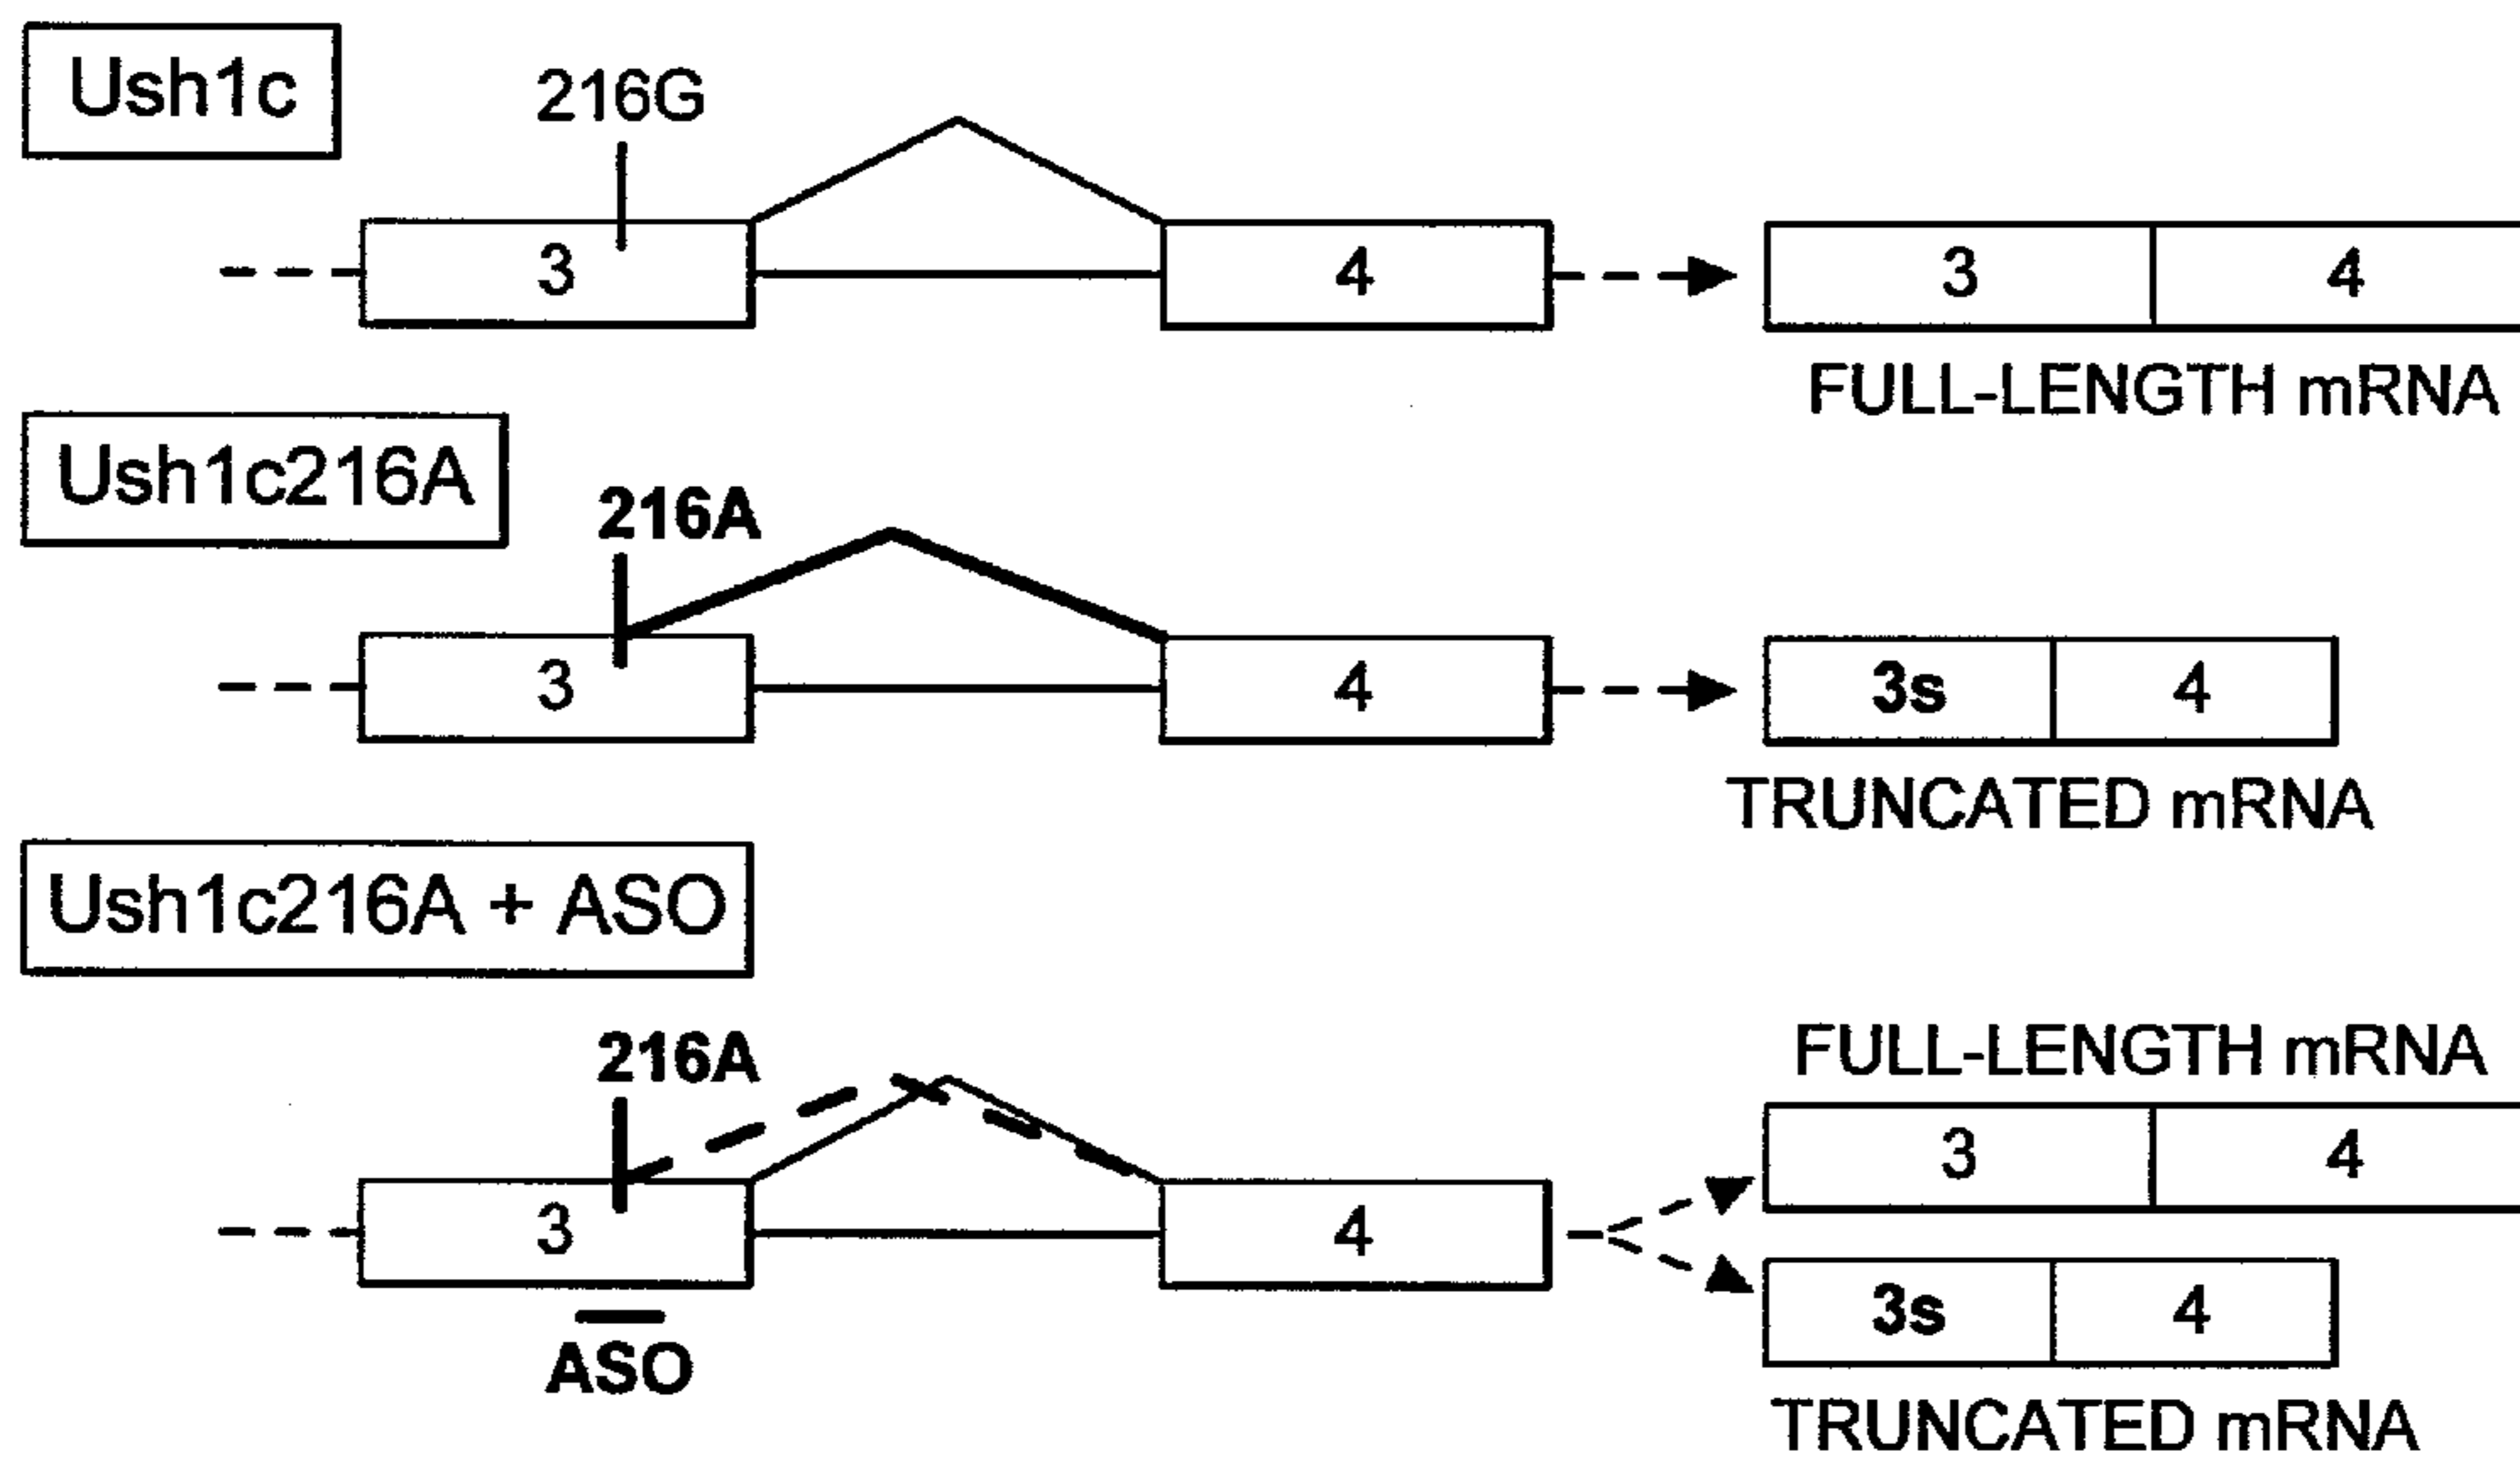 Ush1c
216G
3 4 3 4
FULL-LENGTH mRNA
Ush1c216A
216A
3 4 3s 4
TRUNCATED mRNA
Ush1c216A + ASO
216A
FULL-LENGTH mRNA
3 4
3 4
3s 4
ASO
TRUNCATED mRNA